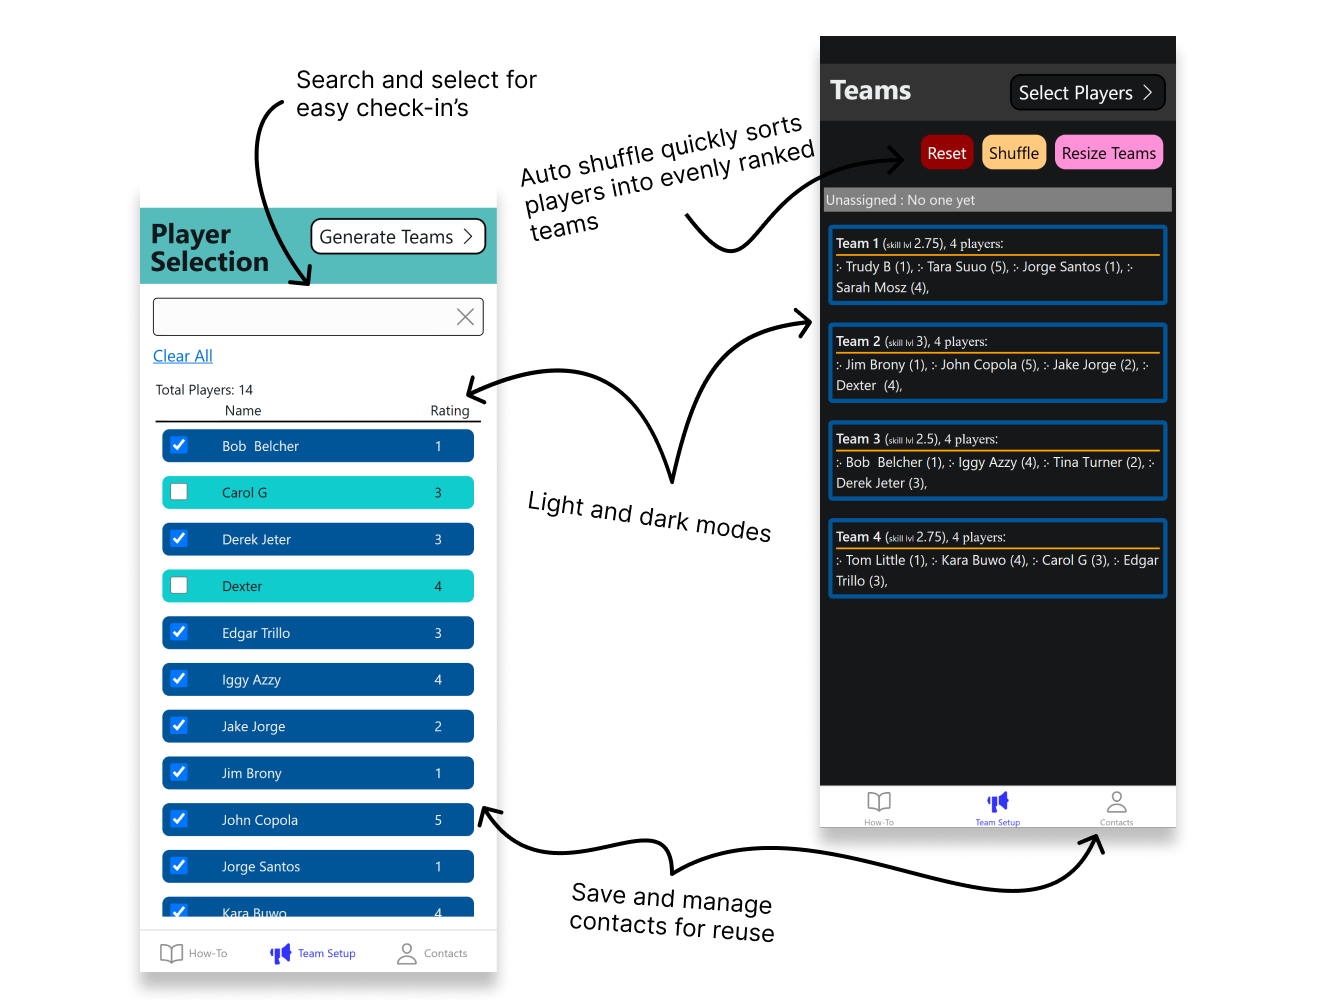 Search and select for
easy check-in's
Player
Selection
Generate Teams
Clear All
Total Players: 14
Name Rating
Bob Belcher 1
Carol G 3
Derek Jeter 3
Dexter 4
Edgar Trillo 3
Iggy Azzy 4
Jake Jorge 2
Jim Brony 1
John Copola 5
Jorge Santos 1
Kara Buwo 4
How-To Team Setup Contacts
Auto shuffle quickly sorts
players into evenly ranked
teams
Light and dark modes
Save and manage
contacts for reuse
Teams
Select Players
Reset Shuffle Resize Teams
Unassigned : No one yet
Team 1 (skill lvl 2.75), 4 players:
:- Trudy B (1), :- Tara Suuo (5), :- Jorge Santos (1), :-
Sarah Mosz (4),
Team 2 (skill lvl 3), 4 players:
:- Jim Brony (1), :- John Copola (5), :- Jake Jorge (2), :-
Dexter (4),
Team 3 (skill lvl 2.5), 4 players:
:- Bob Belcher (1), :- Iggy Azzy (4), :- Tina Turner (2), :-
Derek Jeter (3),
Team 4 (skill lvl 2.75), 4 players:
:- Tom Little (1), :- Kara Buwo (4), :- Carol G (3), :- Edgar
Trillo (3),
How-To Team Setup Contacts